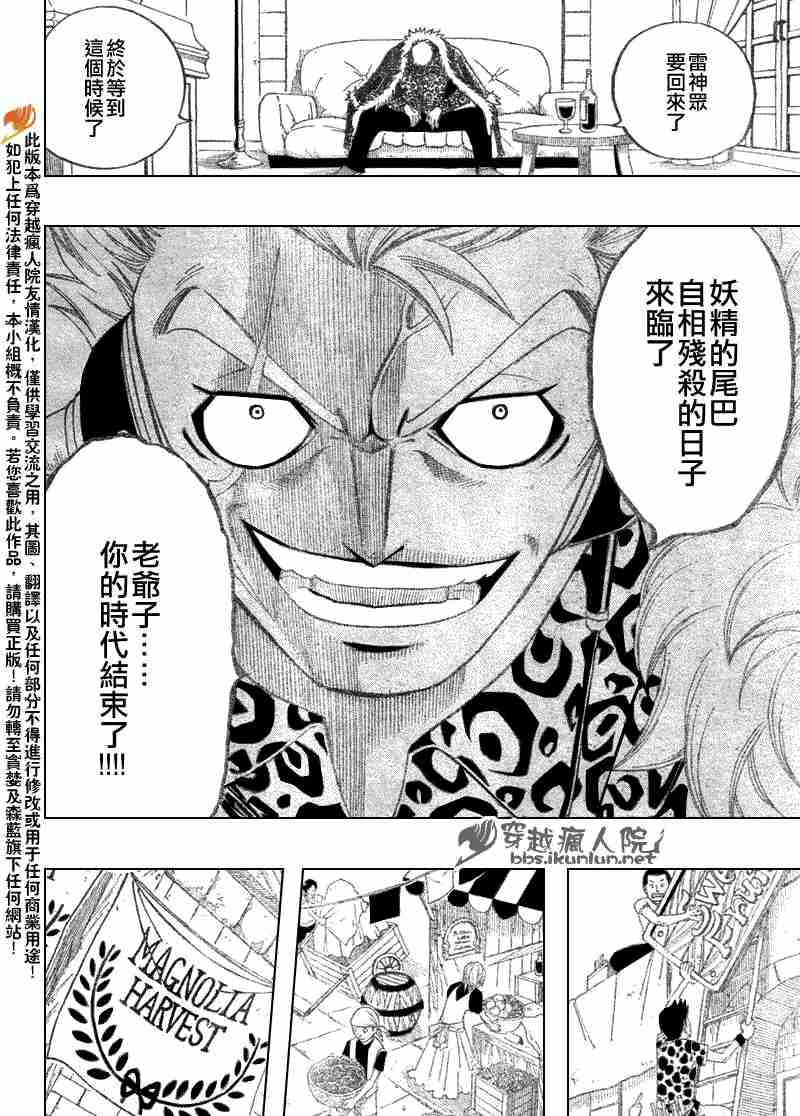 雷神眾
要回來了
終於等到
這個時候了
妖精的尾巴
自相殘殺的日子
來臨了
老爺子……
你的時代結束了!!!!
穿越瘋人院
bbs.ikunlun.net
MAGNOLIA
HARVEST
此版本爲穿越瘋人院友情漢化，僅供學習交流之用，其圖、翻譯以及任何部分不得進行修改或用于任何商業用途！
如犯上任何法律責任，本小組概不負責。若您喜歡此作品，請購買正版！請勿轉至貪婪及森藍旗下任何網站！